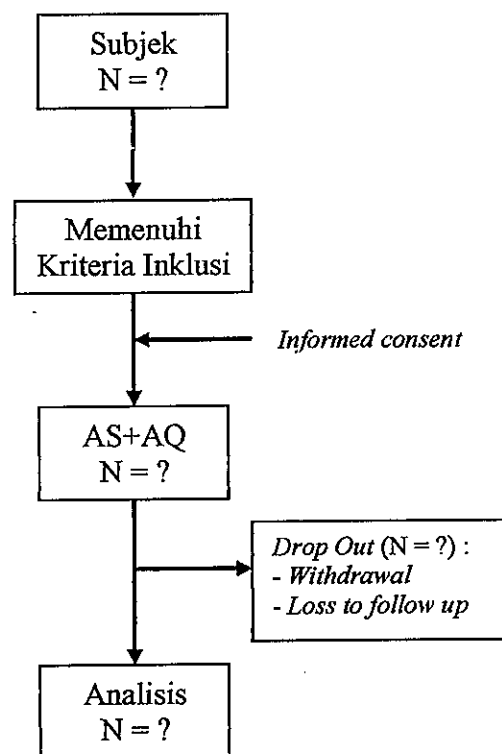 Subjek
N = ?
Memenuhi
Kriteria Inklusi
Informed consent
AS+AQ
N = ?
Drop Out (N = ?) :
- Withdrawal
- Loss to follow up
Analisis
N = ?